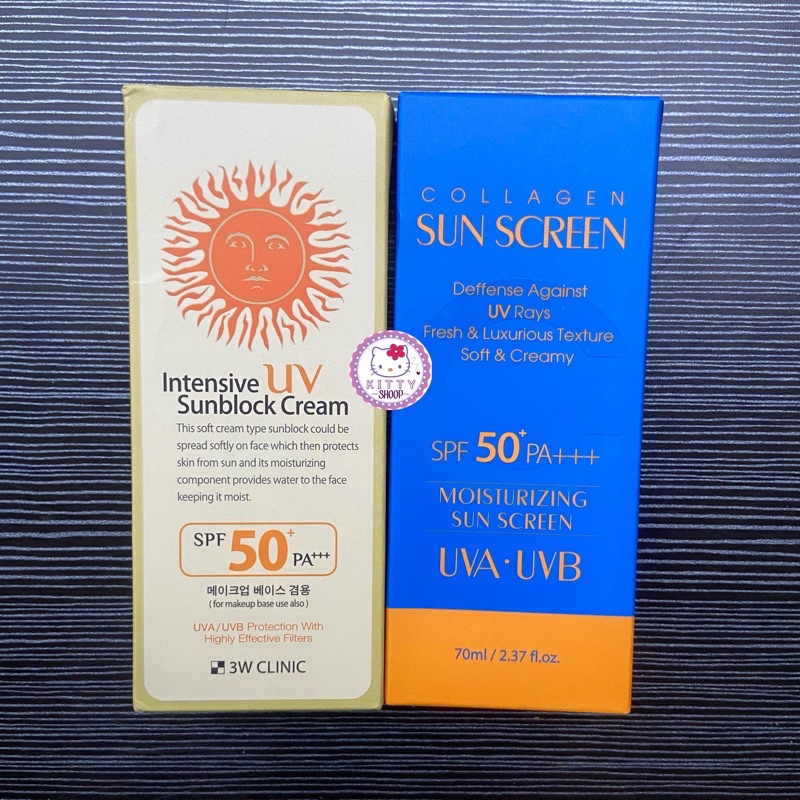 Intensive UV
Sunblock Cream
This soft cream type sunblock could be
spread softly on face which then protects
skin from sun and its moisturizing
component provides water to the face
keeping it moist.
SPF 50+ PA+++
메이크업 베이스 겸용
( for makeup base use also )
UVA / UVB Protection With
Highly Effective Filters
3W CLINIC
KITTY
SHOOP
COLLAGEN
SUN SCREEN
Deffense Against
UV Rays
Fresh & Luxurious Texture
Soft & Creamy
SPF 50+ PA+++
MOISTURIZING
SUN SCREEN
UVA·UVB
70ml / 2.37 fl.oz.